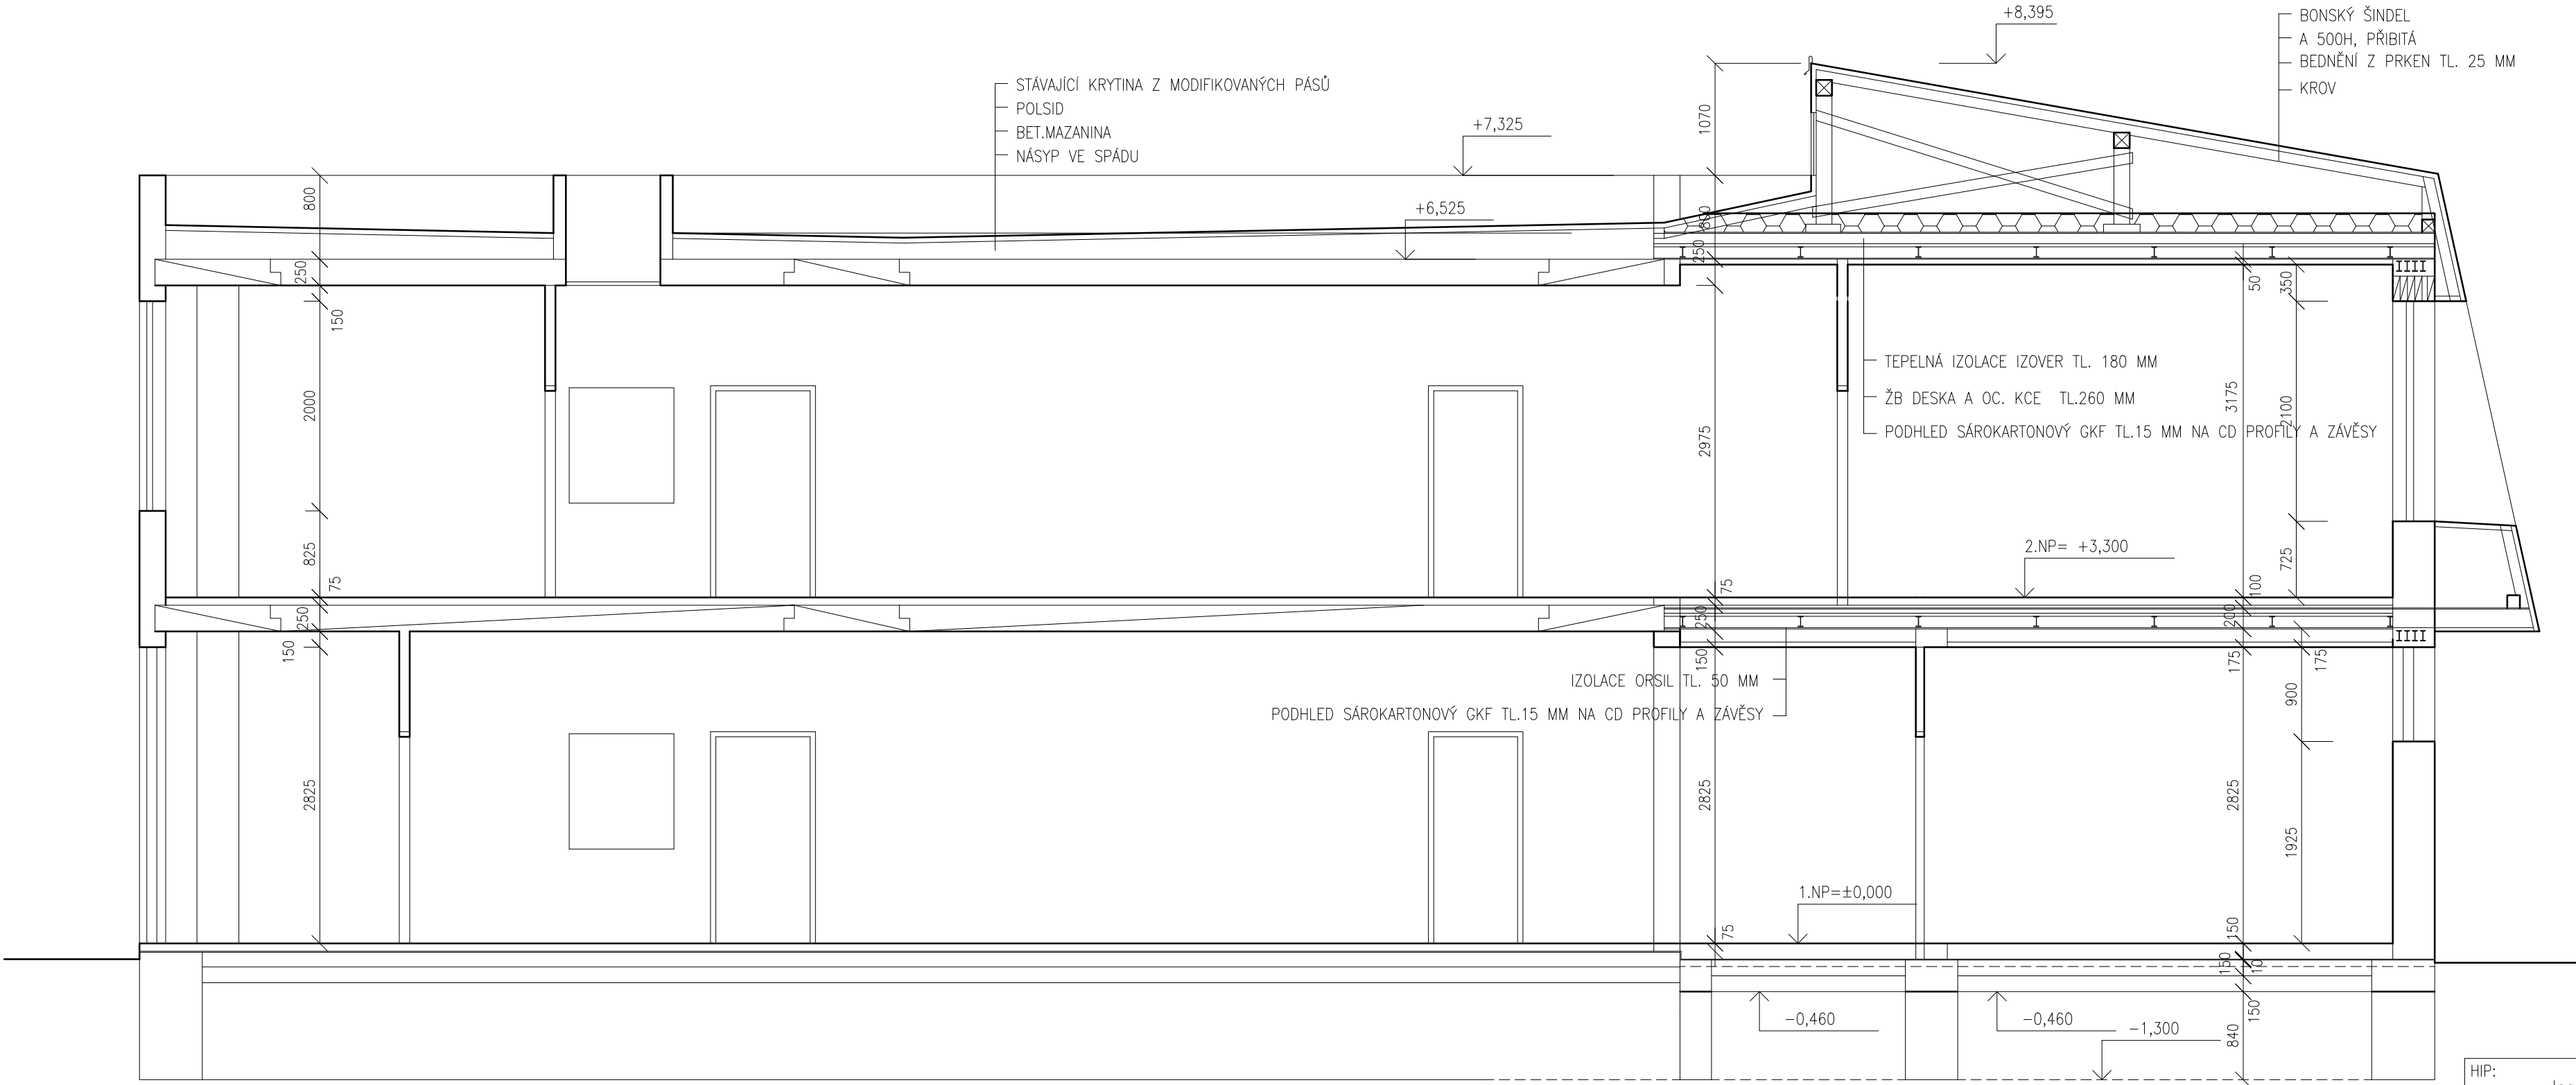 +8,395
BONSKÝ ŠINDEL
A 500H, PŘIBITÁ
BEDNĚNÍ Z PRKEN TL. 25 MM
KROV
STÁVAJÍCÍ KRYTINA Z MODIFIKOVANÝCH PÁSŮ
POLSID
BET.MAZANINA
NÁSYP VE SPÁDU
1070
+7,325
+6,525
800
800
250
250
150
50
350
2000
2975
3175
2100
TEPELNÁ IZOLACE IZOVER TL. 180 MM
ŽB DESKA A OC. KCE TL.260 MM
PODHLED SÁROKARTONOVÝ GKF TL.15 MM NA CD PROFILY A ZÁVĚSY
825
75
2.NP= +3,300
725
75
100
250
250
200
150
150
175
175
IZOLACE ORSIL TL. 50 MM
PODHLED SÁROKARTONOVÝ GKF TL.15 MM NA CD PROFILY A ZÁVĚSY
900
2825
2825
2825
1925
1.NP=±0,000
75
150
150
10
150
-0,460
-0,460
-1,300
840
HIP: